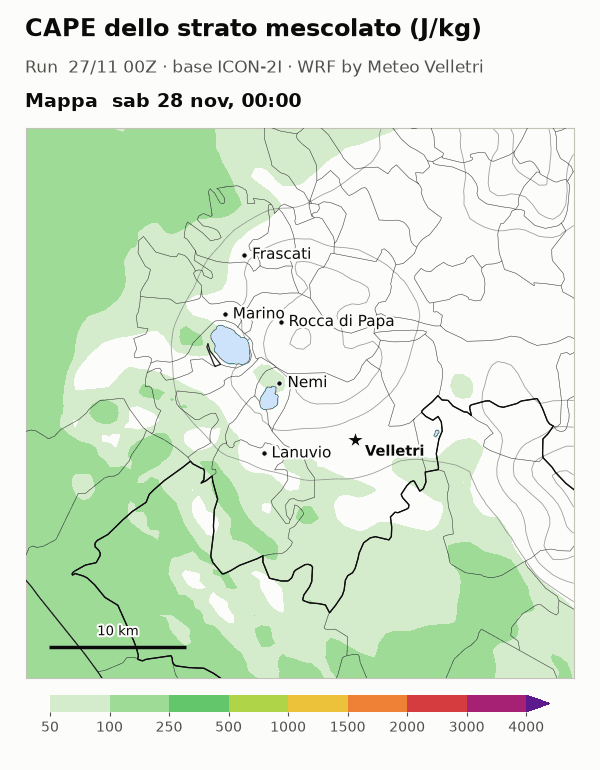 CAPE dello strato mescolato (J/kg)
Run  27/11 00Z · base ICON-2I · WRF by Meteo Velletri
Mappa  sab 28 nov, 00:00
Frascati
Marino
Rocca di Papa
Nemi
Velletri
Lanuvio
10 km
50 100 250 500 1000 1500 2000 3000 4000